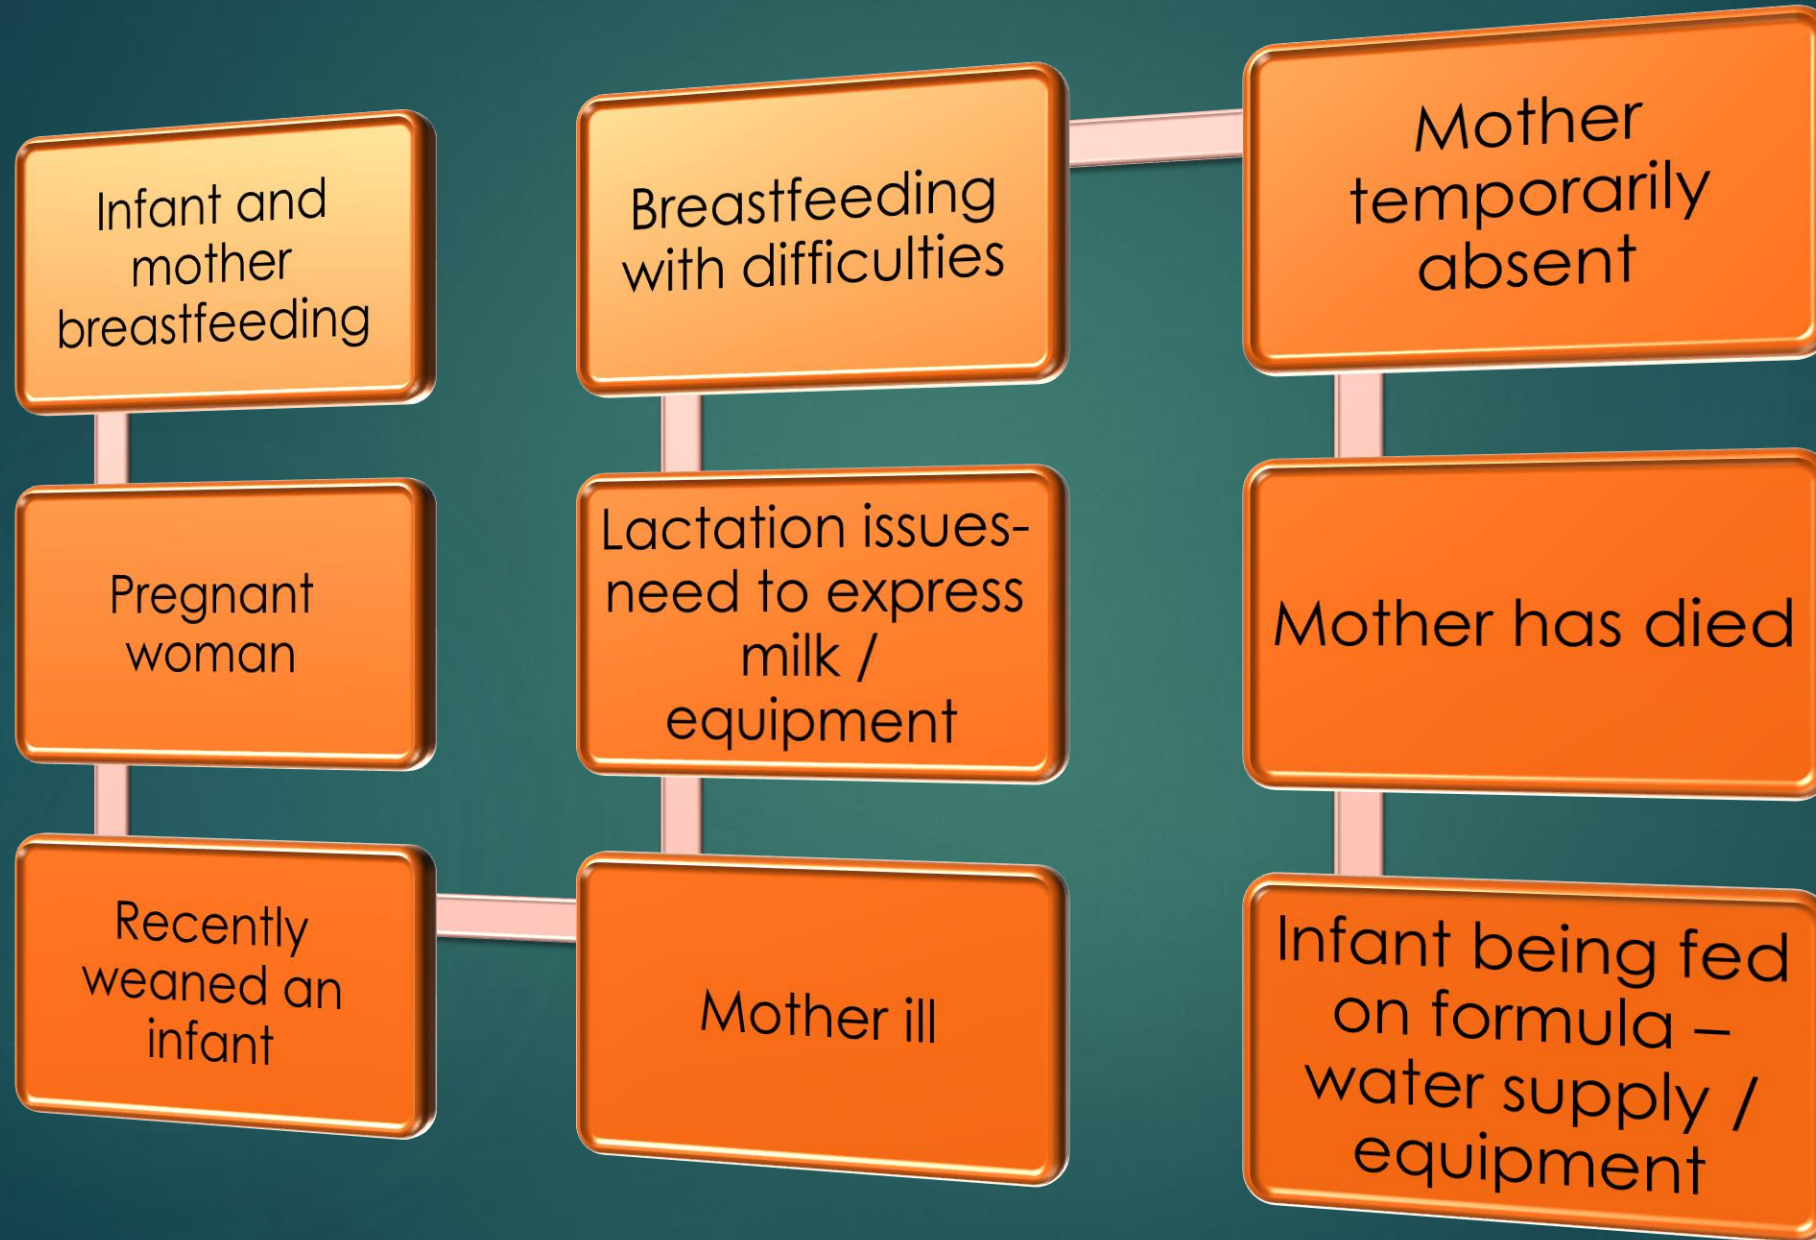 Infant and
mother
breastfeeding
Pregnant
woman
Recently
weaned an
infant
Breastfeeding
with difficulties
Lactation issues-
need to express
milk /
equipment
Mother ill
Mother
temporarily
absent
Mother has died
Infant being fed
on formula –
water supply /
equipment